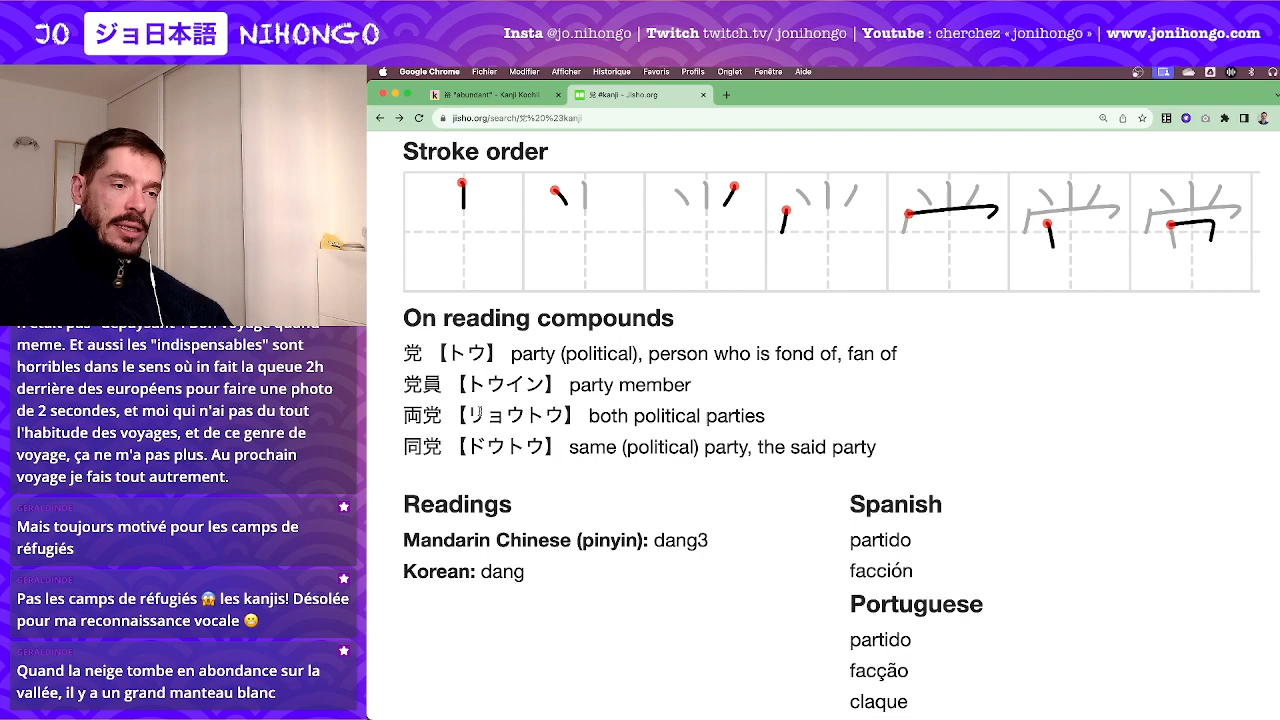 JO ジョ日本語 NIHONGO
Insta @jo.nihongo | Twitch twitch.tv/jonihongo | Youtube : cherchez «jonihongo» | www.jonihongo.com
Google Chrome Fichier Modifier Afficher Historique Favoris Profils Onglet Fenêtre Aide
裕 "abundant" - Kanji Kochii
党 #kanji - Jisho.org
jisho.org/search/党%20%23kanji
Stroke order
On reading compounds
党 【トウ】 party (political), person who is fond of, fan of
党員 【トウイン】 party member
両党 【リョウトウ】 both political parties
同党 【ドウトウ】 same (political) party, the said party
Readings
Mandarin Chinese (pinyin): dang3
Korean: dang
Spanish
partido
facción
Portuguese
partido
facção
claque
meme. Et aussi les "indispensables" sont
horribles dans le sens où in fait la queue 2h
derrière des européens pour faire une photo
de 2 secondes, et moi qui n'ai pas du tout
l'habitude des voyages, et de ce genre de
voyage, ça ne m'a pas plus. Au prochain
voyage je fais tout autrement.
GERALDINDE
Mais toujours motivé pour les camps de
réfugiés
GERALDINDE
Pas les camps de réfugiés 😱 les kanjis! Désolée
pour ma reconnaissance vocale 😬
GERALDINDE
Quand la neige tombe en abondance sur la
vallée, il y a un grand manteau blanc